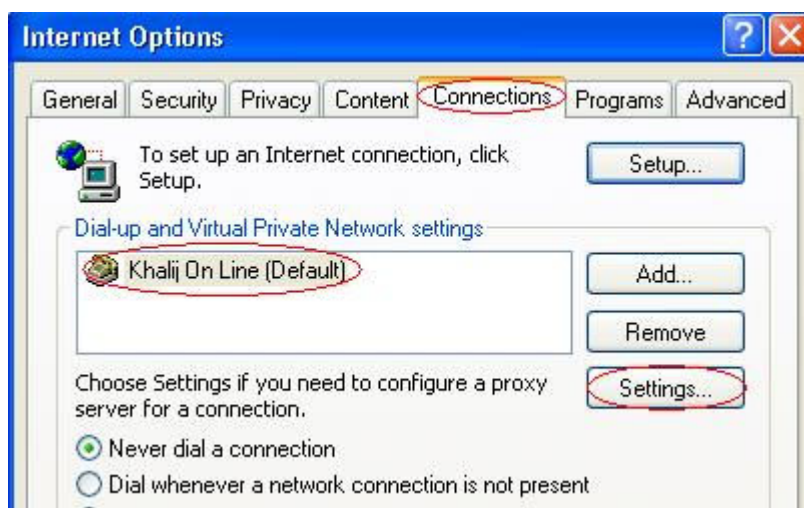 Internet Options
General Security Privacy Content Connections Programs Advanced
To set up an Internet connection, click
Setup.
Setup...
Dial-up and Virtual Private Network settings
Khalij On Line (Default)
Add...
Remove
Choose Settings if you need to configure a proxy
server for a connection.
Settings...
Never dial a connection
Dial whenever a network connection is not present